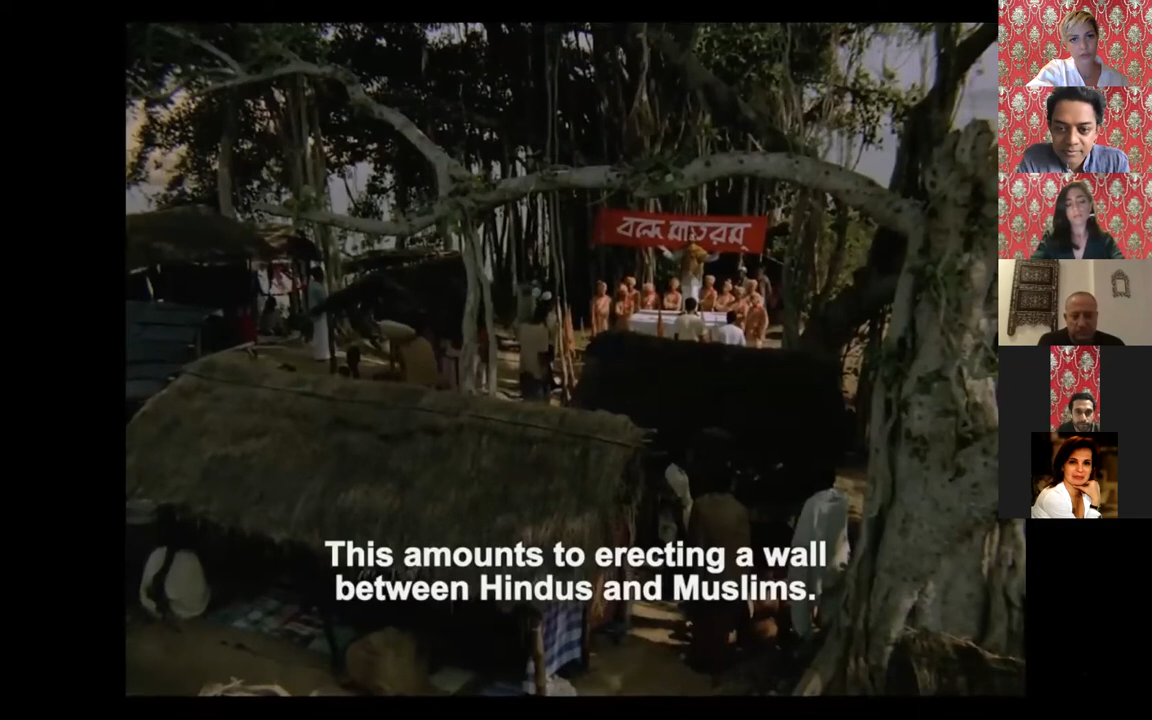 বন্দে মাতরম
This amounts to erecting a wall
between Hindus and Muslims.